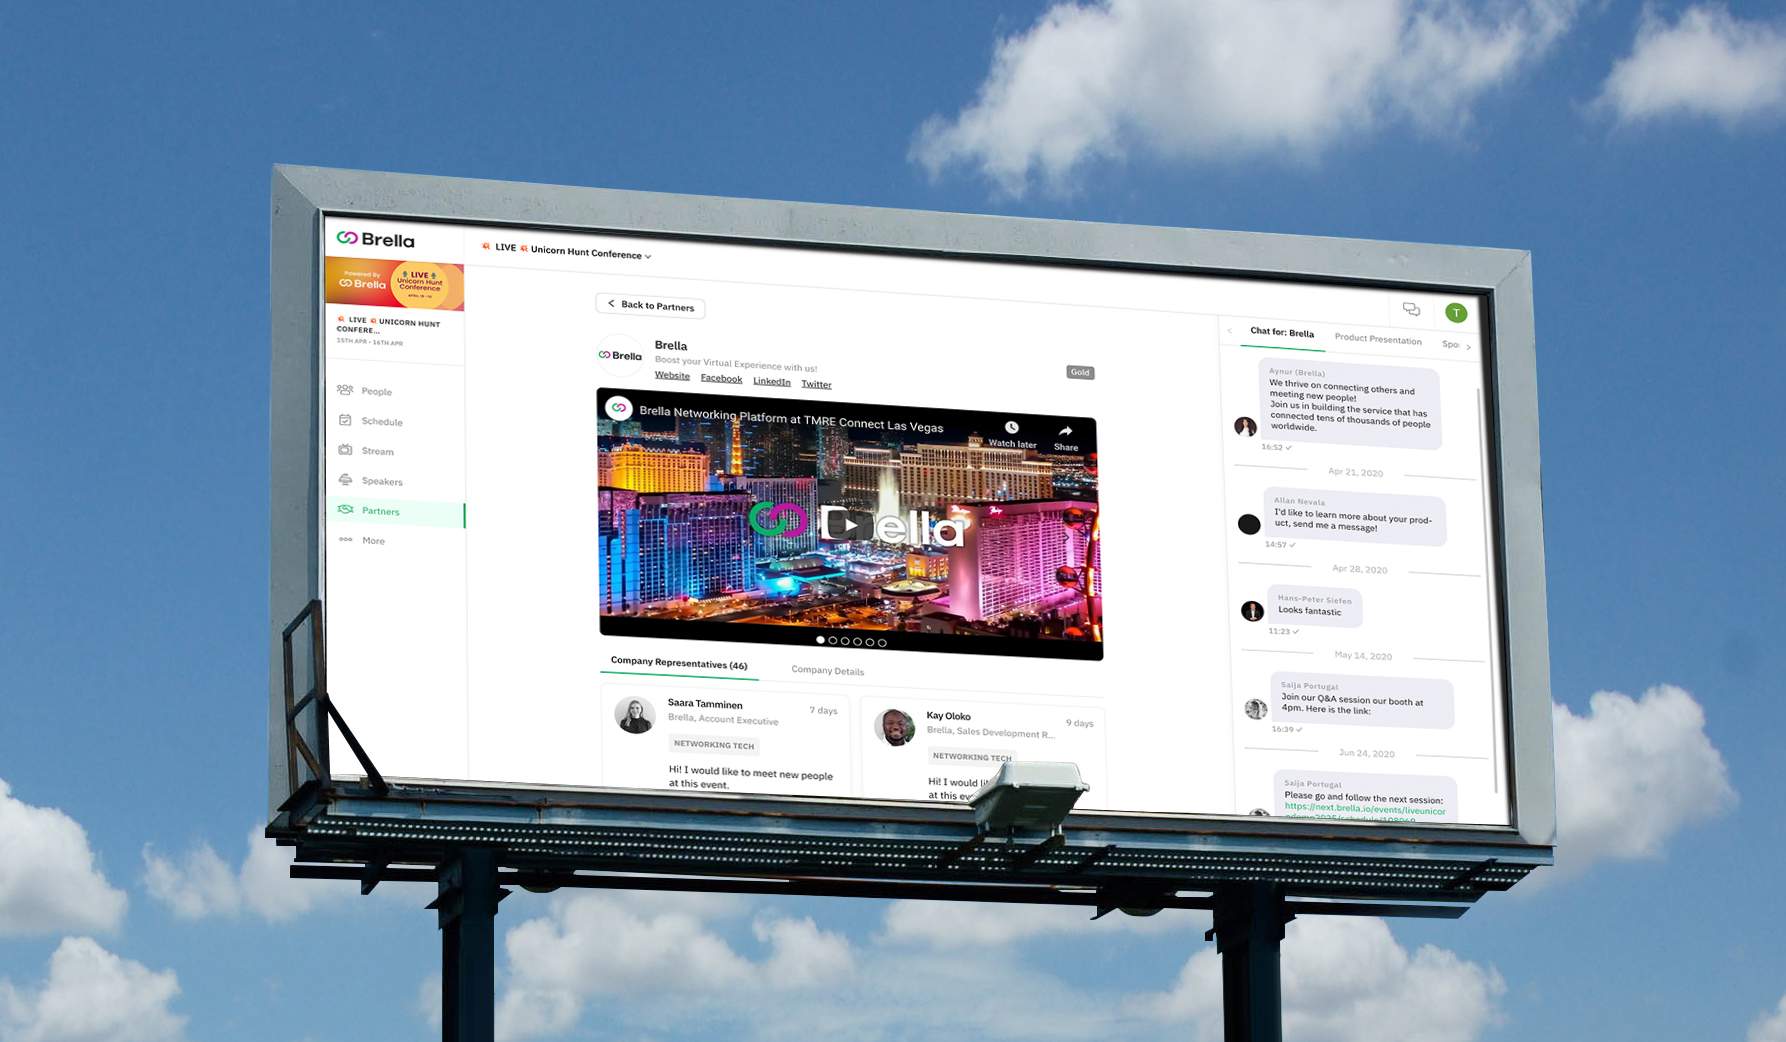 Brella
LIVE Unicorn Hunt Conference
Powered By
Brella
LIVE
Unicorn Hunt
Conference
LIVE UNICORN HUNT
CONFERE...
15TH APR - 16TH APR
People
Schedule
Stream
Speakers
Partners
More
Back to Partners
Brella
Brella
Boost your Virtual Experience with us!
Website Facebook LinkedIn Twitter
Gold
Brella Networking Platform at TMRE Connect Las Vegas
Watch later
Share
Brella
Company Representatives (46)
Company Details
Saara Tamminen
7 days
Brella, Account Executive
NETWORKING TECH
Hi! I would like to meet new people
at this event.
Kay Oloko
9 days
Brella, Sales Development R...
NETWORKING TECH
Hi! I would
at this
T
Chat for: Brella
Product Presentation
Spo
Aynur (Brella)
We thrive on connecting others and
meeting new people!
Join us in building the service that has
connected tens of thousands of people
worldwide.
16:52
Apr 21, 2020
Allan Nevala
I'd like to learn more about your prod-
uct, send me a message!
14:57
Apr 28, 2020
Hans-Peter Siefen
Looks fantastic
11:23
May 14, 2020
Saija Portugal
Join our Q&A session our booth at
4pm. Here is the link:
16:39
Jun 24, 2020
Saija Portugal
Please go and follow the next session:
https://next.brella.io/events/liveunicor